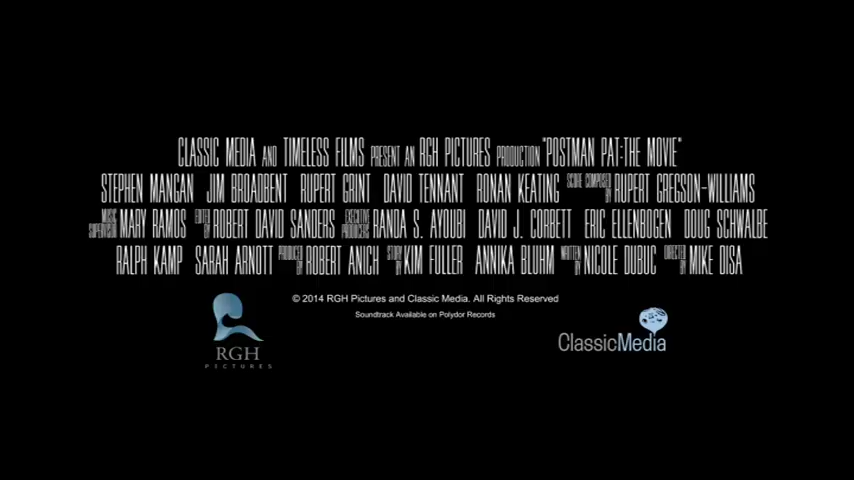 CLASSIC MEDIA AND TIMELESS FILMS PRESENT AN RGH PICTURES PRODUCTION "POSTMAN PAT: THE MOVIE"
STEPHEN MANGAN JIM BROADBENT RUPERT GRINT DAVID TENNANT RONAN KEATING SCORE COMPOSED BY RUPERT GREGSON-WILLIAMS
MUSIC SUPERVISION MARY RAMOS EDITED BY ROBERT DAVID SANDERS EXECUTIVE PRODUCERS RANDA S. AYOUBI DAVID J. CORBETT ERIC ELLENBOGEN DOUG SCHWALBE
RALPH KAMP SARAH ARNOTT PRODUCED BY ROBERT ANICH STORY BY KIM FULLER ANNIKA BLUHM WRITTEN BY NICOLE DUBUC DIRECTED BY MIKE DISA
© 2014 RGH Pictures and Classic Media. All Rights Reserved
Soundtrack Available on Polydor Records
RGH
PICTURES
ClassicMedia